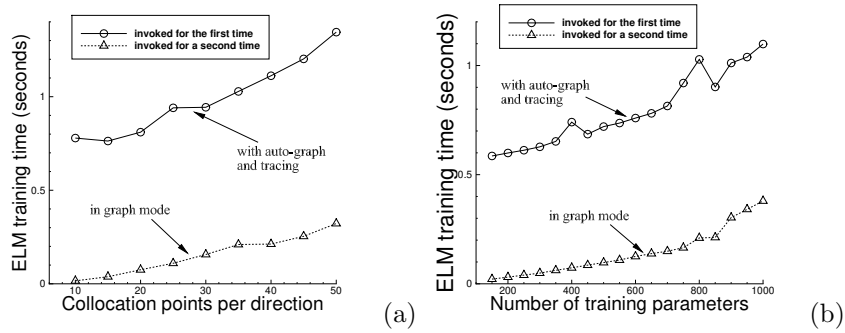 invoked for the first time
invoked for a second time
ELM training time (seconds)
1
0.5
0
with auto-graph
and tracing
in graph mode
10 20 30 40 50
Collocation points per direction
(a)
invoked for the first time
invoked for a second time
ELM training time (seconds)
1
0.5
0
with auto-graph
and tracing
in graph mode
200 400 600 800 1000
Number of training parameters
(b)